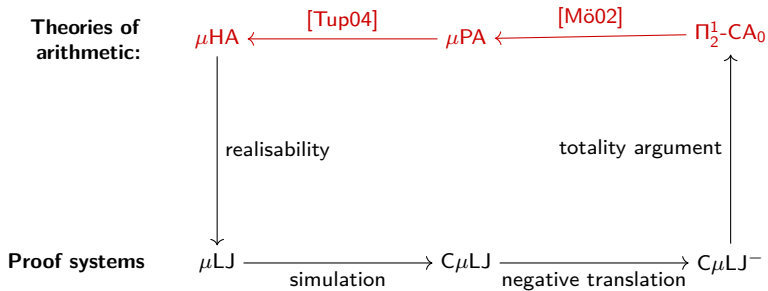 Theories of
arithmetic:
[Tup04]
[Mö02]
μHA
μPA
Π¹₂-CA₀
realisability
totality argument
Proof systems
μLJ
CμLJ
CμLJ⁻
simulation
negative translation